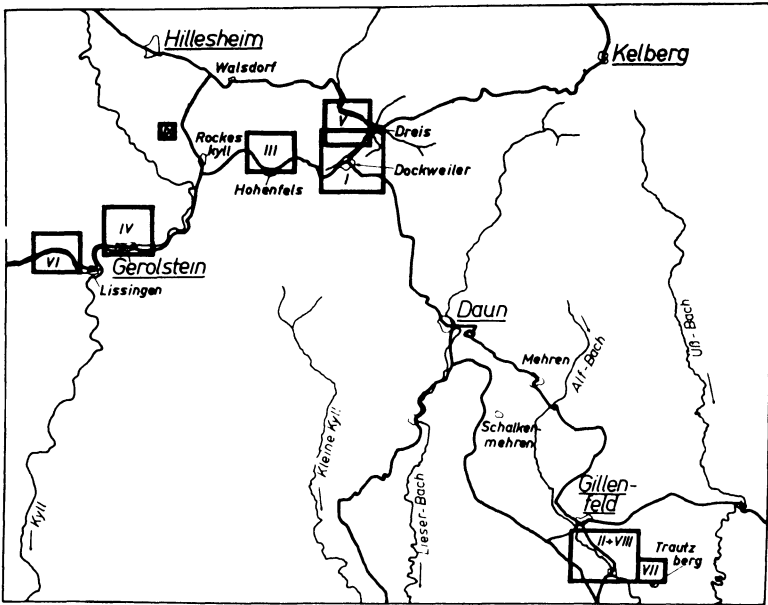 Hillesheim
Kelberg
Walsdorf
V
Dreis
Rockes
kyll
III
I
Dockweiler
Hohenfels
IV
VI
Gerolstein
Lissingen
Daun
Mehren
Alf-Bach
Üß-Bach
Schalken-
mehren
Kleine Kyll
Lieser-Bach
Kyll
Gillen-
feld
II+VIII
VII
Trautz
berg